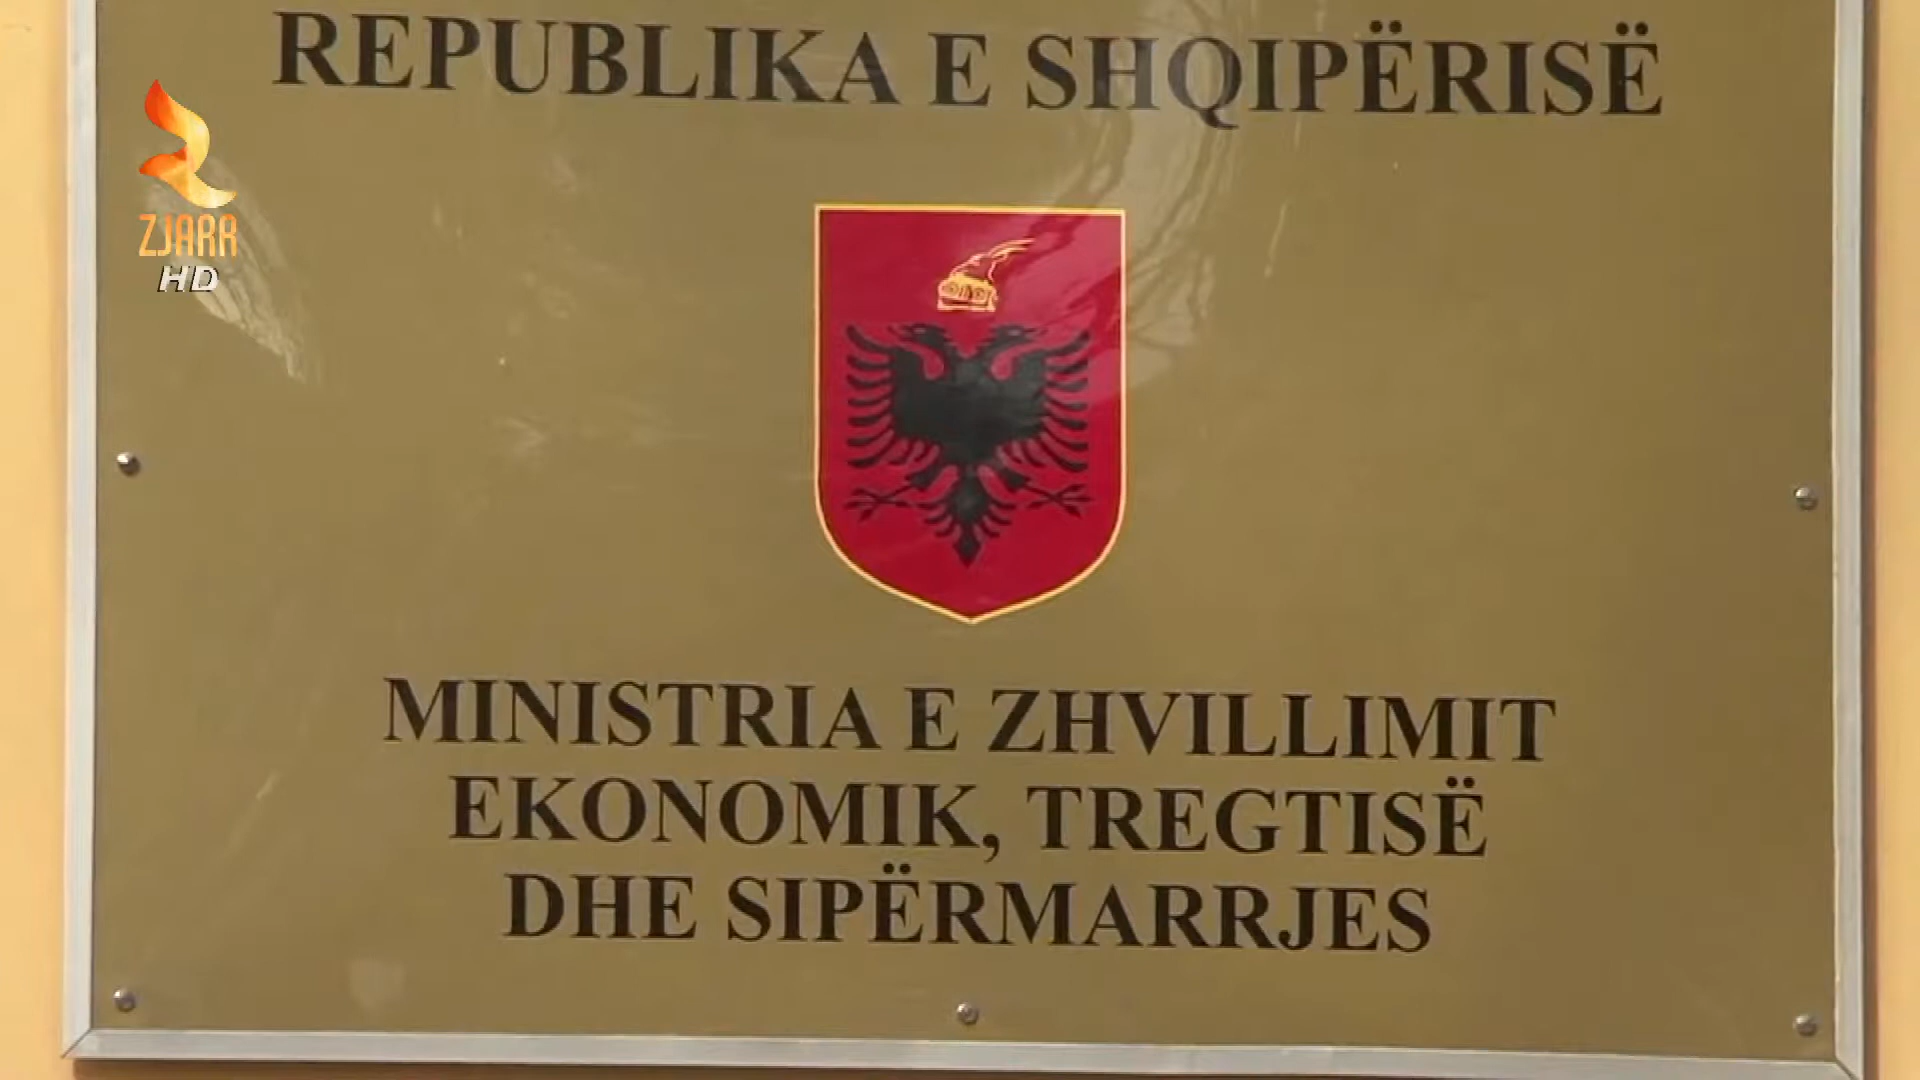 REPUBLIKA E SHQIPËRISË
ZJARR
HD
MINISTRIA E ZHVILLIMIT
EKONOMIK, TREGTISË
DHE SIPËRMARRJES